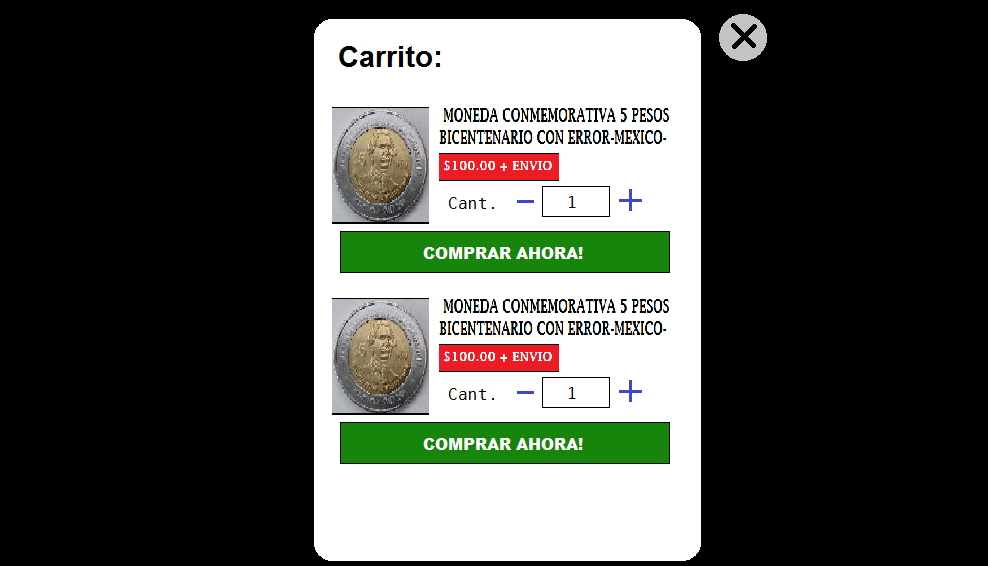 Carrito:
MONEDA CONMEMORATIVA 5 PESOS
BICENTENARIO CON ERROR-MEXICO-
$100.00 + ENVIO
Cant. − 1 +
COMPRAR AHORA!
MONEDA CONMEMORATIVA 5 PESOS
BICENTENARIO CON ERROR-MEXICO-
$100.00 + ENVIO
Cant. − 1 +
COMPRAR AHORA!